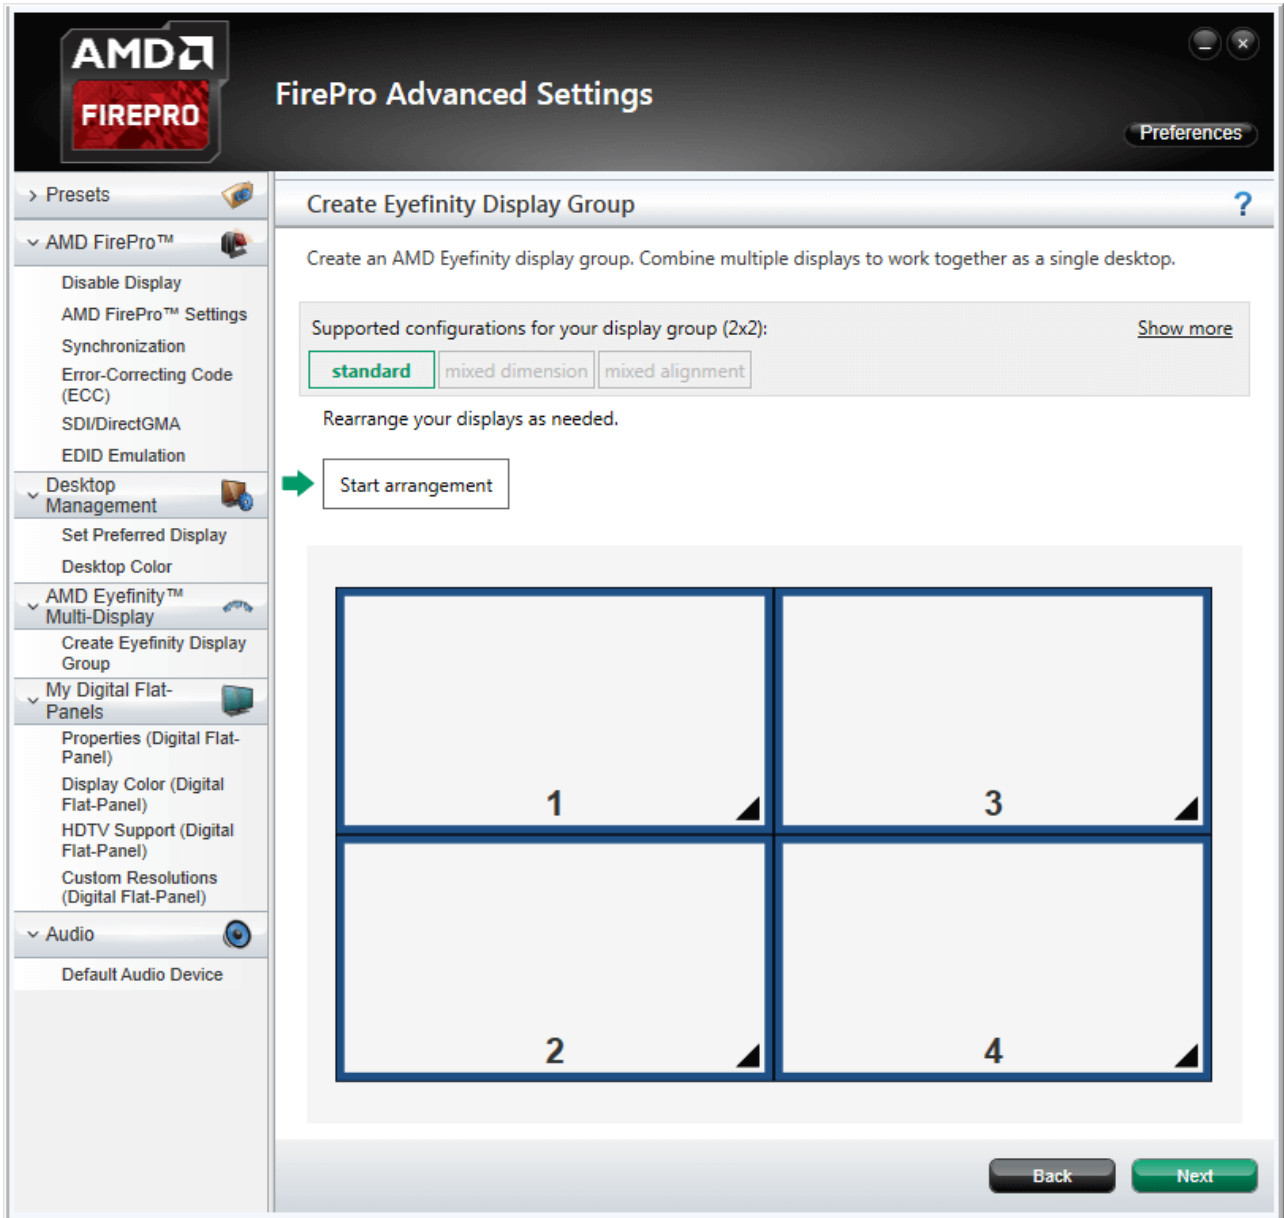 AMD
FIREPRO
FirePro Advanced Settings
Preferences
Presets
AMD FirePro™
Disable Display
AMD FirePro™ Settings
Synchronization
Error-Correcting Code
(ECC)
SDI/DirectGMA
EDID Emulation
Desktop
Management
Set Preferred Display
Desktop Color
AMD Eyefinity™
Multi-Display
Create Eyefinity Display
Group
My Digital Flat-
Panels
Properties (Digital Flat-
Panel)
Display Color (Digital
Flat-Panel)
HDTV Support (Digital
Flat-Panel)
Custom Resolutions
(Digital Flat-Panel)
Audio
Default Audio Device
Create Eyefinity Display Group
?
Create an AMD Eyefinity display group. Combine multiple displays to work together as a single desktop.
Supported configurations for your display group (2x2):
Show more
standard mixed dimension mixed alignment
Rearrange your displays as needed.
Start arrangement
1 3
2 4
Back Next